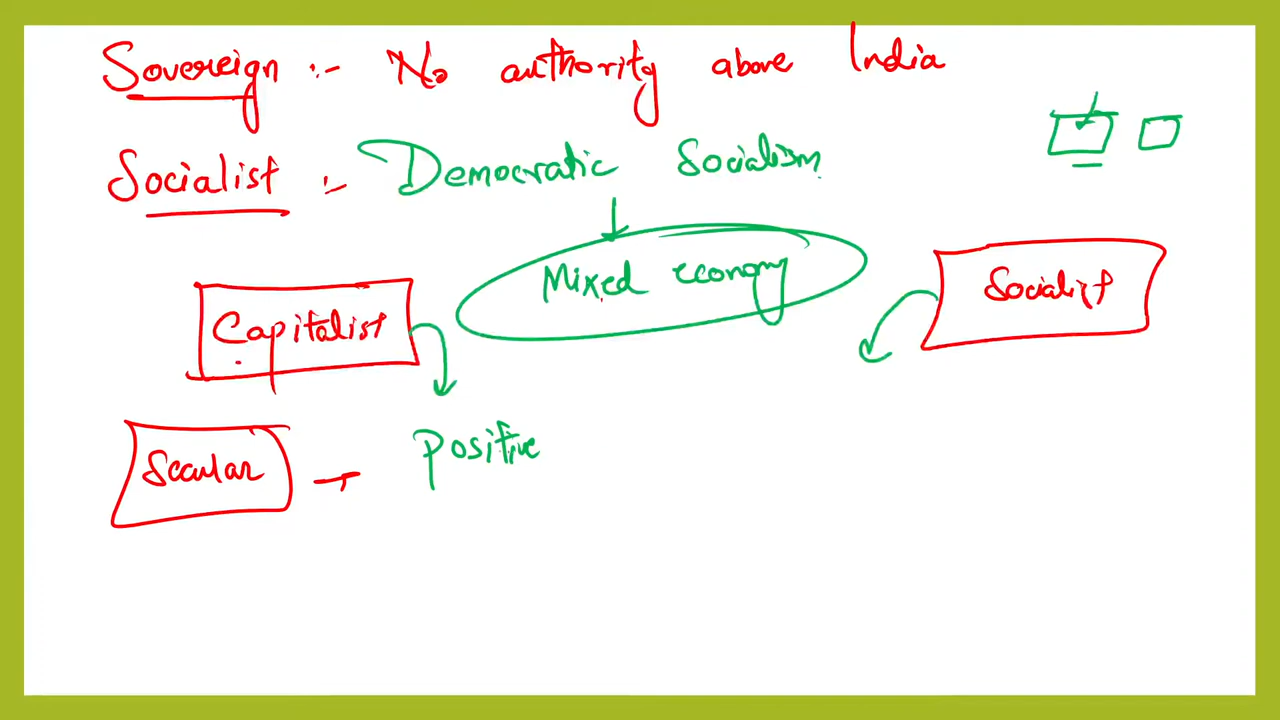 Sovereign :- No authority above India
Socialist :- Democratic Socialism
Mixed economy
Socialist
Capitalist
Secular → Positive